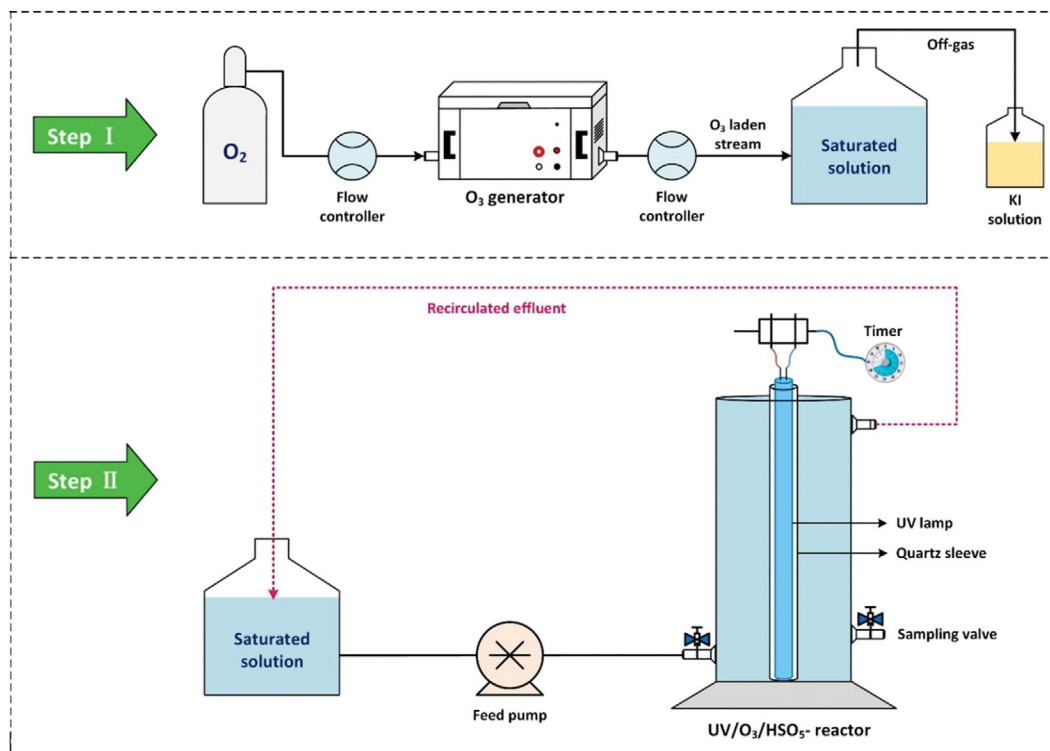 Step Ⅰ
O₂
Flow
controller
O₃ generator
O₃ laden
stream
Flow
controller
Saturated
solution
Off-gas
KI
solution
Step Ⅱ
Recirculated effluent
Timer
UV lamp
Quartz sleeve
Sampling valve
Saturated
solution
Feed pump
UV/O₃/HSO₅- reactor